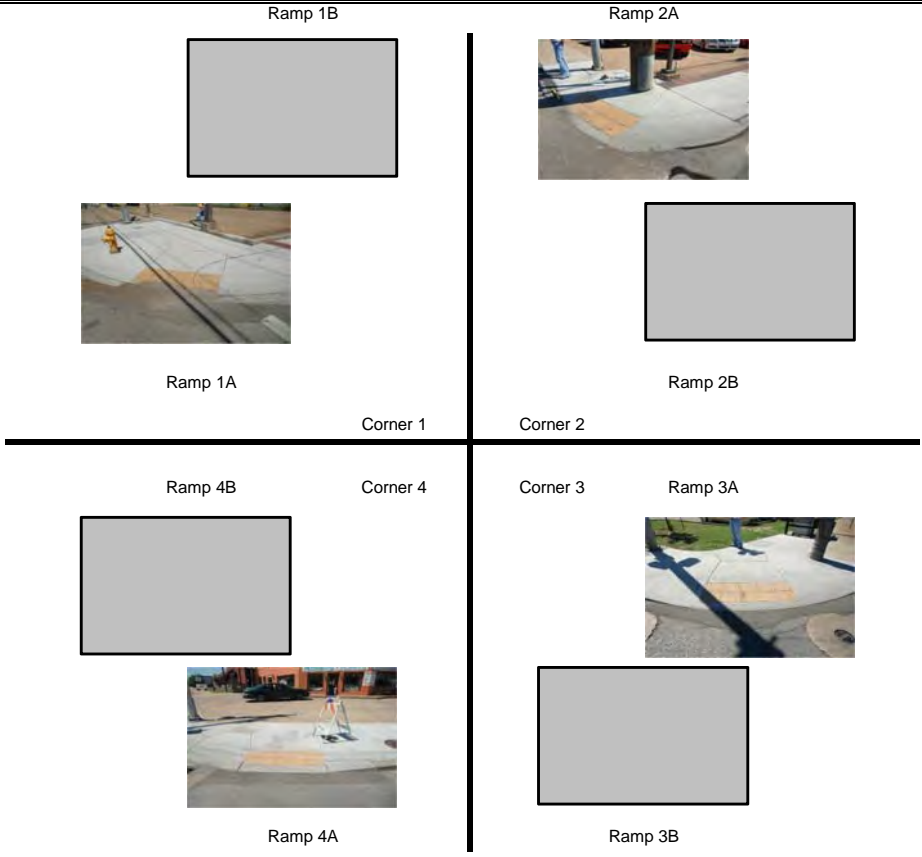 Ramp 1B
Ramp 2A
Ramp 1A
Ramp 2B
Corner 1
Corner 2
Ramp 4B
Corner 4
Corner 3
Ramp 3A
Ramp 4A
Ramp 3B